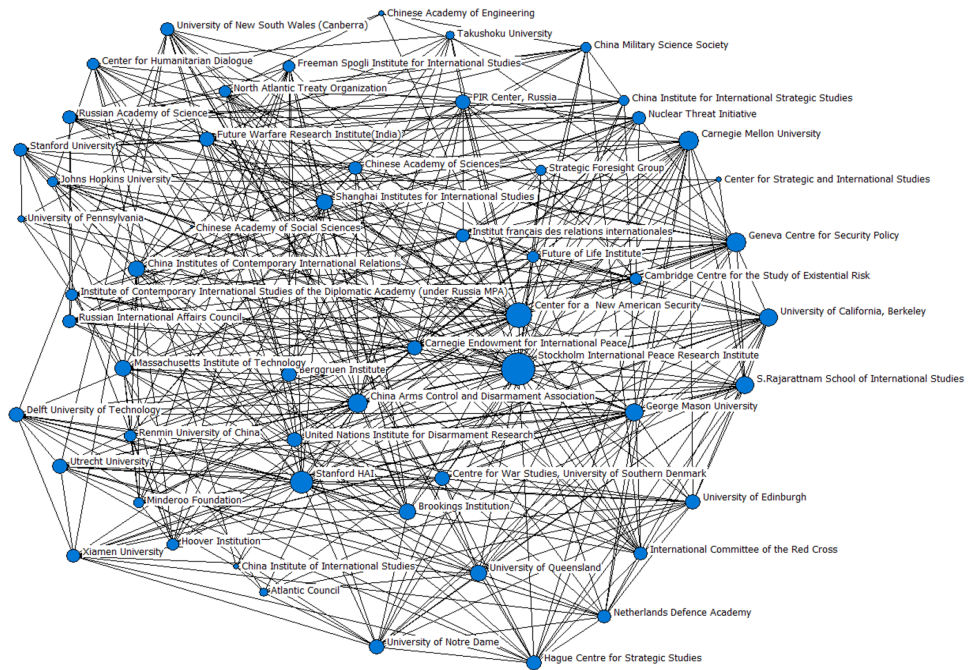 Chinese Academy of Engineering
University of New South Wales (Canberra)
Takushoku University
China Military Science Society
Center for Humanitarian Dialogue
Freeman Spogli Institute for International Studies
North Atlantic Treaty Organization
PIR Center, Russia
China Institute for International Strategic Studies
Russian Academy of Science
Nuclear Threat Initiative
Future Warfare Research Institute(India)
Carnegie Mellon University
Stanford University
Chinese Academy of Sciences
Strategic Foresight Group
Johns Hopkins University
Center for Strategic and International Studies
Shanghai Institutes for International Studies
University of Pennsylvania
Chinese Academy of Social Sciences
Institut français des relations internationales
Geneva Centre for Security Policy
Future of Life Institute
China Institutes of Contemporary International Relations
Cambridge Centre for the Study of Existential Risk
Institute of Contemporary International Studies of the Diplomatic Academy (under Russia MPA)
Center for a  New American Security
Russian International Affairs Council
University of California, Berkeley
Carnegie Endowment for International Peace
Stockholm International Peace Research Institute
Massachusetts Institute of Technology
Berggruen Institute
S.Rajarattnam School of International Studies
China Arms Control and Disarmament Association
Delft University of Technology
George Mason University
Renmin University of China
United Nations Institute for Disarmament Research
Utrecht University
Stanford HAI
Centre for War Studies, University of Southern Denmark
Minderoo Foundation
University of Edinburgh
Brookings Institution
Hoover Institution
Xiamen University
International Committee of the Red Cross
China Institute of International Studies
University of Queensland
Atlantic Council
Netherlands Defence Academy
University of Notre Dame
Hague Centre for Strategic Studies